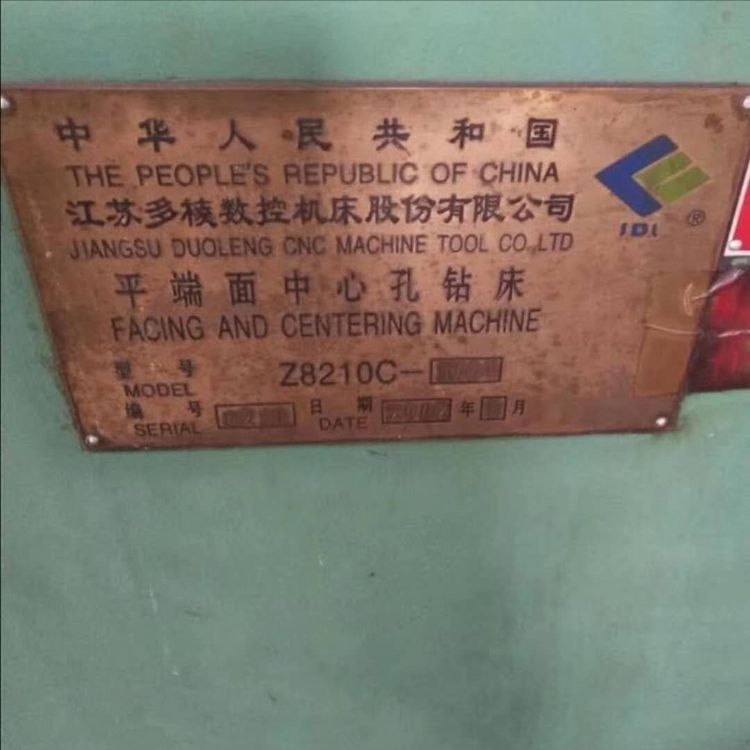 中华人民共和国
THE PEOPLE'S REPUBLIC OF CHINA
江苏多棱数控机床股份有限公司
JIANGSU DUOLENG CNC MACHINE TOOL CO.,LTD
JDL ®
平端面中心孔钻床
FACING AND CENTERING MACHINE
型号 Z8210C-
MODEL
编号 日期 年 月
SERIAL DATE